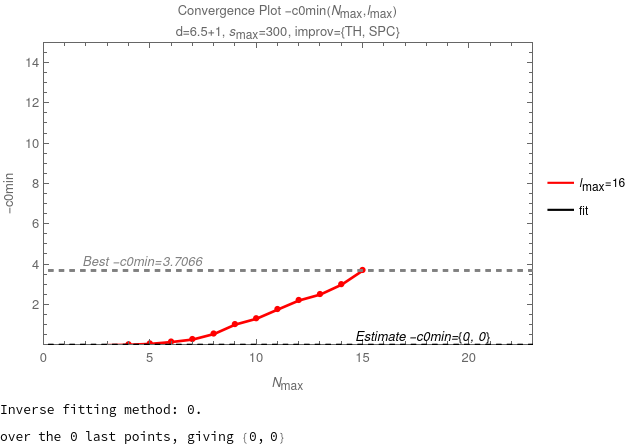 Convergence Plot −c0min(Nmax,lmax)
d=6.5+1, smax=300, improv={TH, SPC}
14
12
10
8
6
4
2
−c0min
Best −c0min=3.7066
Estimate −c0min={0, 0}
0
5
10
15
20
Nmax
lmax=16
fit
Inverse fitting method: 0.
over the 0 last points, giving {0, 0}